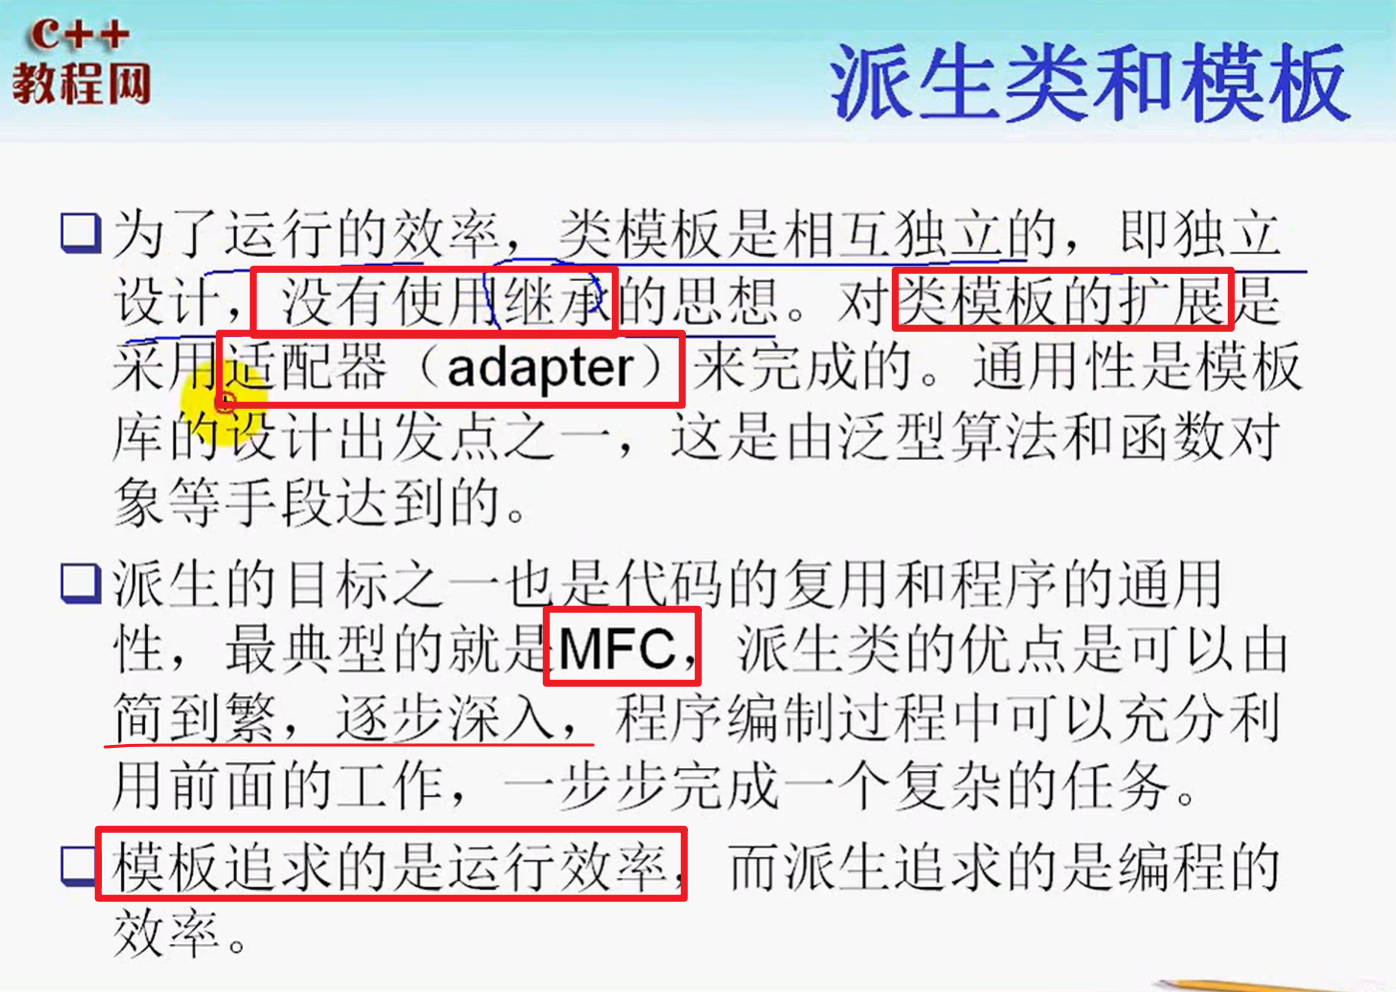 C++
教程网
派生类和模板
为了运行的效率，类模板是相互独立的，即独立
设计，没有使用继承的思想。对类模板的扩展是
采用适配器（adapter）来完成的。通用性是模板
库的设计出发点之一，这是由泛型算法和函数对
象等手段达到的。
派生的目标之一也是代码的复用和程序的通用
性，最典型的就是MFC，派生类的优点是可以由
简到繁，逐步深入，程序编制过程中可以充分利
用前面的工作，一步步完成一个复杂的任务。
模板追求的是运行效率，而派生追求的是编程的
效率。